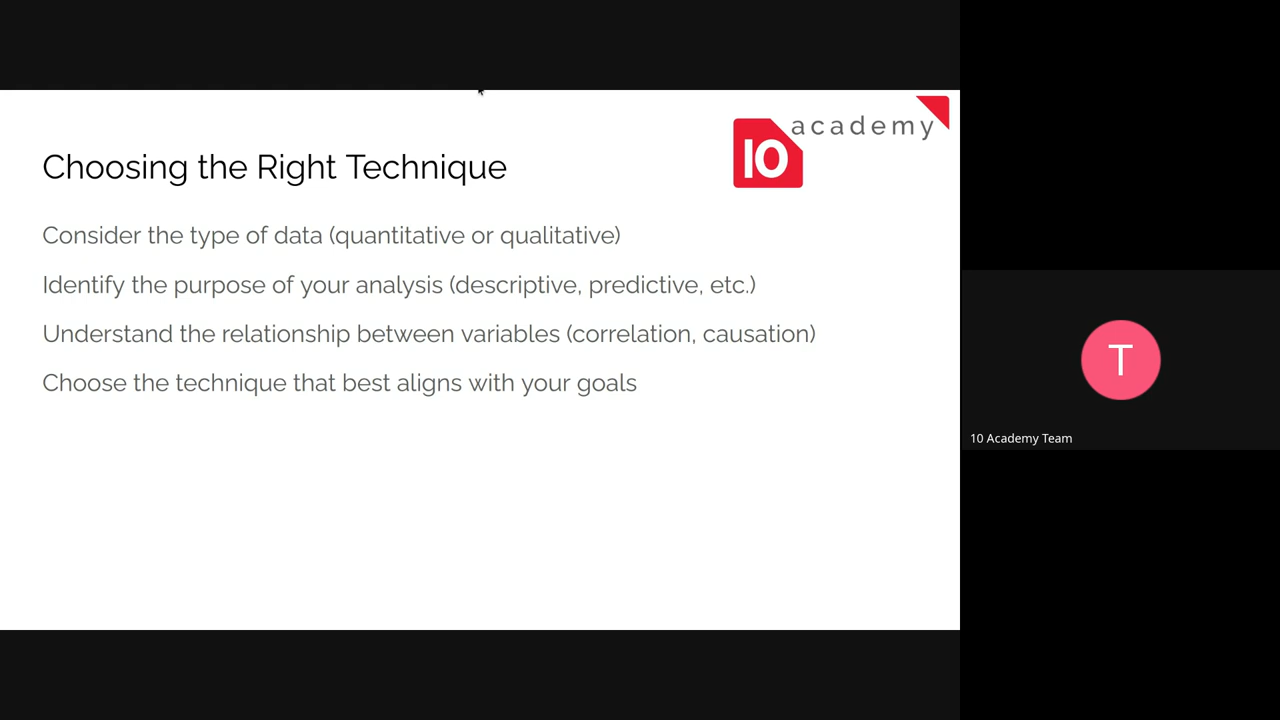 10 academy
Choosing the Right Technique
Consider the type of data (quantitative or qualitative)
Identify the purpose of your analysis (descriptive, predictive, etc.)
Understand the relationship between variables (correlation, causation)
Choose the technique that best aligns with your goals
T
10 Academy Team